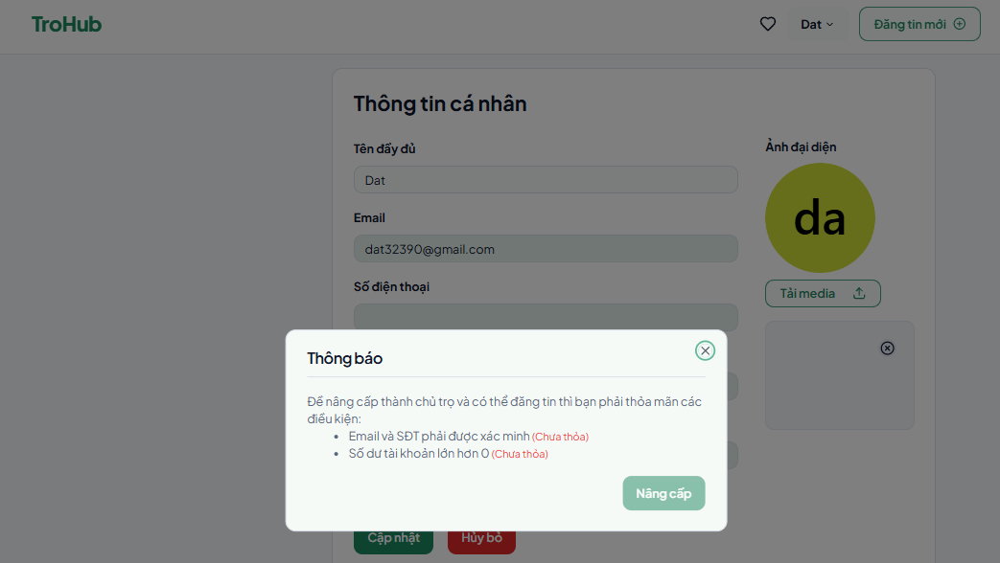 TroHub
Dat
Đăng tin mới
Thông tin cá nhân
Tên đầy đủ
Dat
Email
dat32390@gmail.com
Số điện thoại
Ảnh đại diện
da
Tải media
Thông báo
Để nâng cấp thành chủ trọ và có thể đăng tin thì bạn phải thỏa mãn các
điều kiện:
Email và SĐT phải được xác minh (Chưa thỏa)
Số dư tài khoản lớn hơn 0 (Chưa thỏa)
Nâng cấp
Cập nhật
Hủy bỏ